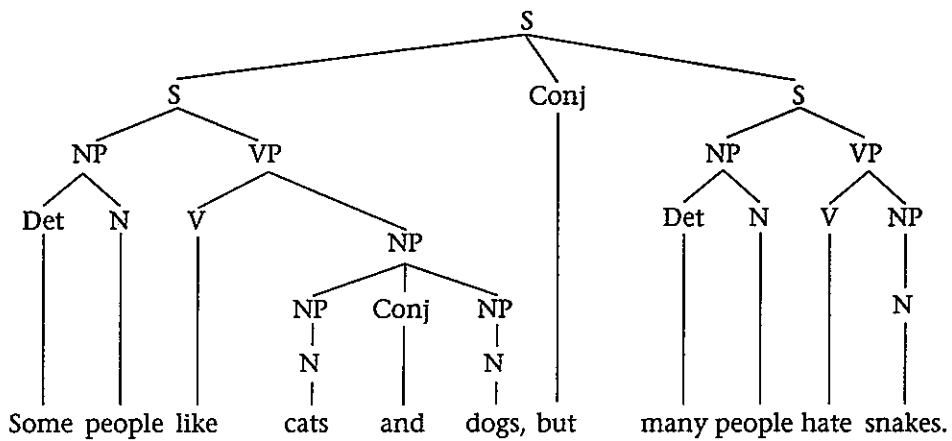 S
S Conj S
NP VP NP VP
Det N V Det N V NP
NP
NP Conj NP N
N N
Some people like cats and dogs, but many people hate snakes.